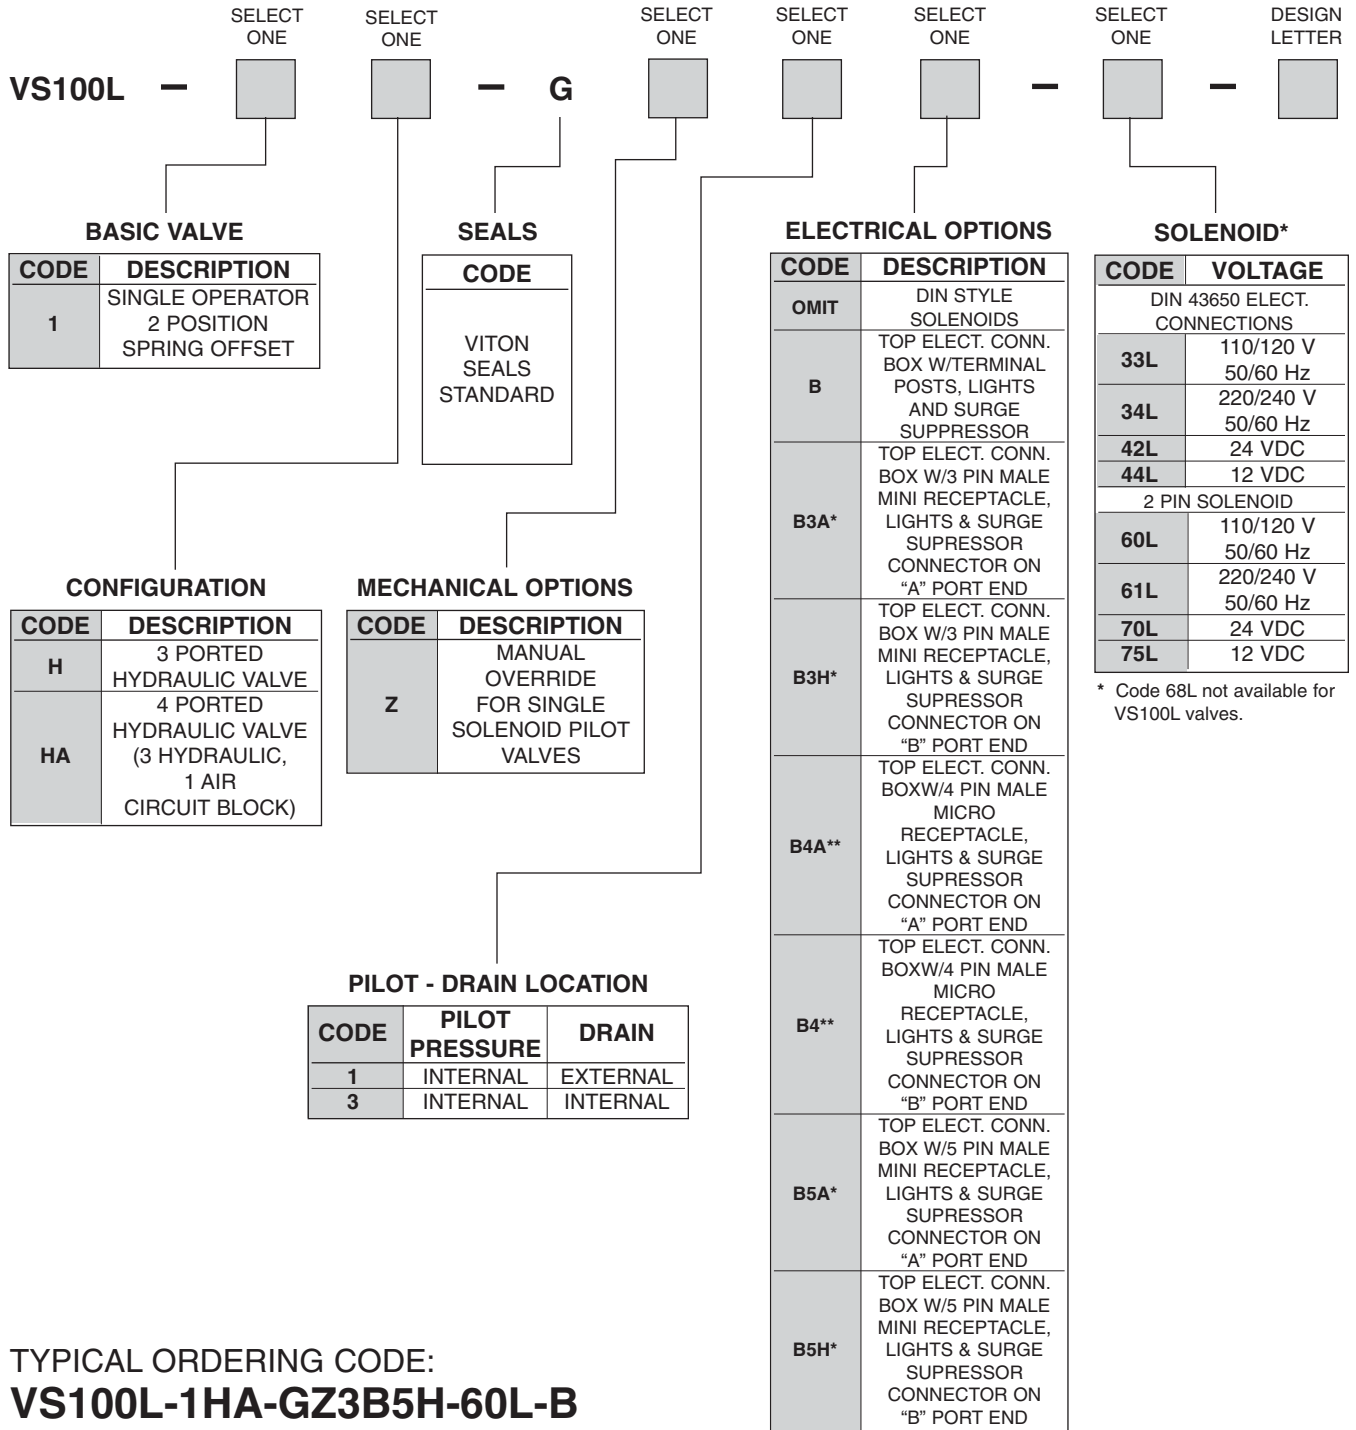 SELECT
ONE
SELECT
ONE
SELECT
ONE
SELECT
ONE
SELECT
ONE
SELECT
ONE
DESIGN
LETTER
VS100L – – G – –
BASIC VALVE
CODE DESCRIPTION
1
SINGLE OPERATOR
2 POSITION
SPRING OFFSET
SEALS
CODE
VITON
SEALS
STANDARD
CONFIGURATION
CODE DESCRIPTION
H
3 PORTED
HYDRAULIC VALVE
HA
4 PORTED
HYDRAULIC VALVE
(3 HYDRAULIC,
1 AIR
CIRCUIT BLOCK)
MECHANICAL OPTIONS
CODE DESCRIPTION
Z
MANUAL
OVERRIDE
FOR SINGLE
SOLENOID PILOT
VALVES
PILOT - DRAIN LOCATION
CODE
PILOT
PRESSURE
DRAIN
1 INTERNAL EXTERNAL
3 INTERNAL INTERNAL
ELECTRICAL OPTIONS
CODE DESCRIPTION
OMIT
DIN STYLE
SOLENOIDS
B
TOP ELECT. CONN.
BOX W/TERMINAL
POSTS, LIGHTS
AND SURGE
SUPPRESSOR
B3A*
TOP ELECT. CONN.
BOX W/3 PIN MALE
MINI RECEPTACLE,
LIGHTS & SURGE
SUPRESSOR
CONNECTOR ON
“A” PORT END
B3H*
TOP ELECT. CONN.
BOX W/3 PIN MALE
MINI RECEPTACLE,
LIGHTS & SURGE
SUPRESSOR
CONNECTOR ON
“B” PORT END
B4A**
TOP ELECT. CONN.
BOXW/4 PIN MALE
MICRO
RECEPTACLE,
LIGHTS & SURGE
SUPRESSOR
CONNECTOR ON
“A” PORT END
B4**
TOP ELECT. CONN.
BOXW/4 PIN MALE
MICRO
RECEPTACLE,
LIGHTS & SURGE
SUPRESSOR
CONNECTOR ON
“B” PORT END
B5A*
TOP ELECT. CONN.
BOX W/5 PIN MALE
MINI RECEPTACLE,
LIGHTS & SURGE
SUPRESSOR
CONNECTOR ON
“A” PORT END
B5H*
TOP ELECT. CONN.
BOX W/5 PIN MALE
MINI RECEPTACLE,
LIGHTS & SURGE
SUPRESSOR
CONNECTOR ON
“B” PORT END
SOLENOID*
CODE VOLTAGE
DIN 43650 ELECT.
CONNECTIONS
33L
110/120 V
50/60 Hz
34L
220/240 V
50/60 Hz
42L 24 VDC
44L 12 VDC
2 PIN SOLENOID
60L
110/120 V
50/60 Hz
61L
220/240 V
50/60 Hz
70L 24 VDC
75L 12 VDC
* Code 68L not available for
VS100L valves.
TYPICAL ORDERING CODE:
VS100L-1HA-GZ3B5H-60L-B